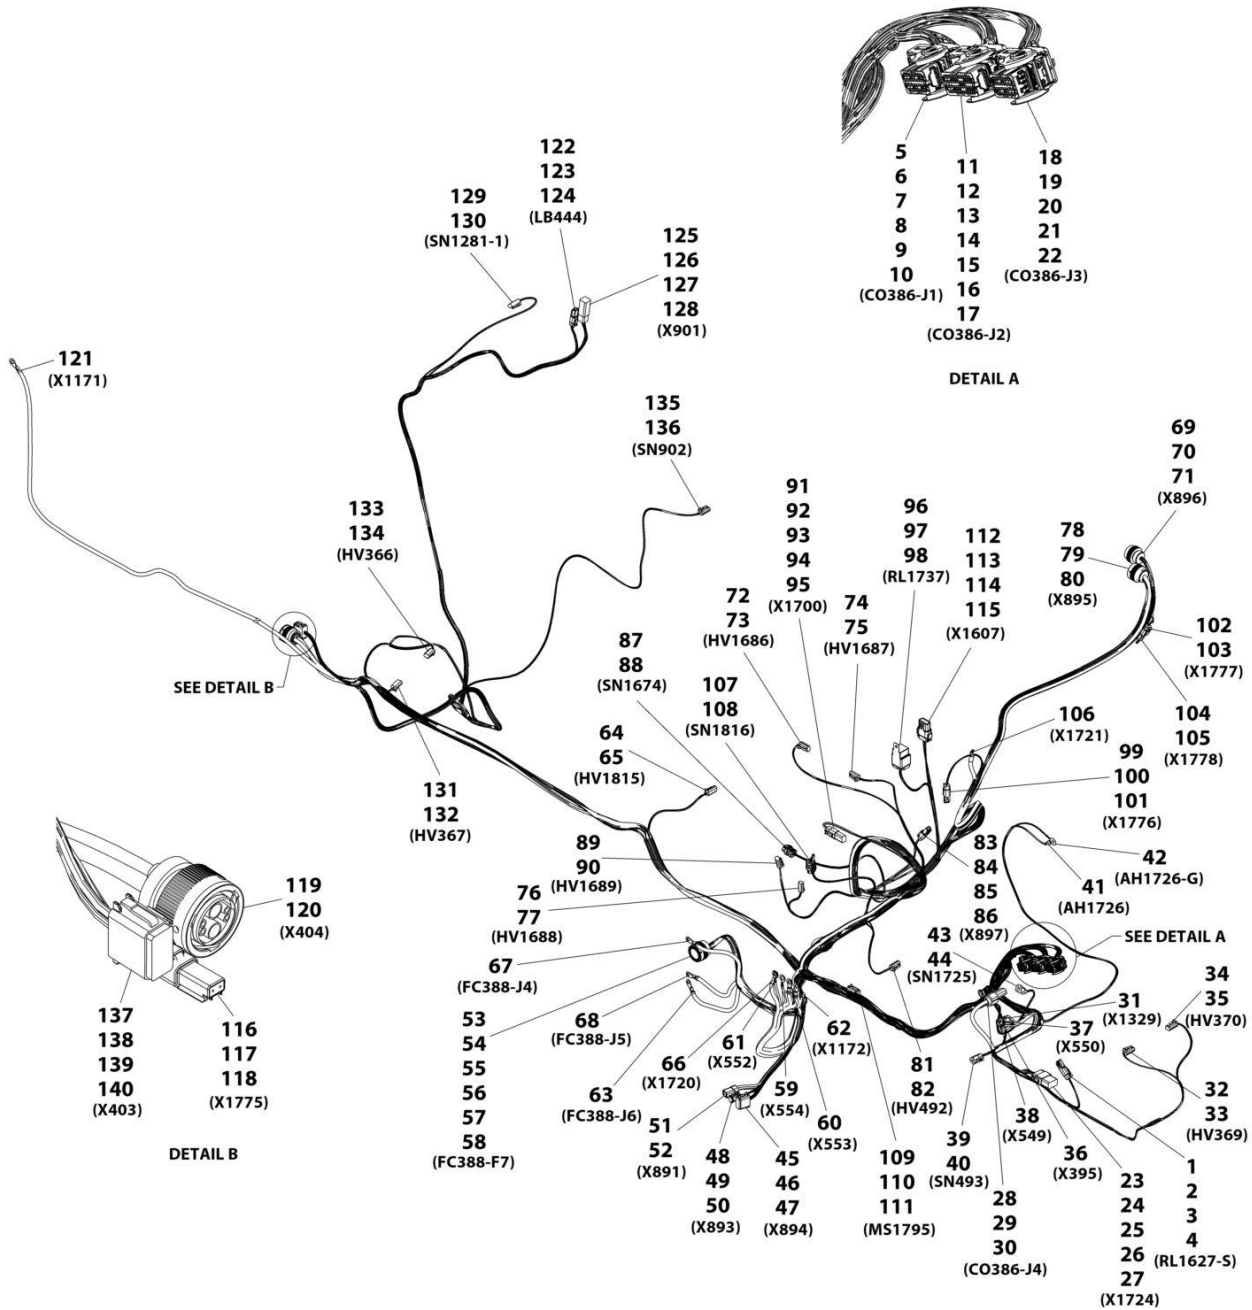 5
6
7
8
9
10
(CO386-J1)
11
12
13
14
15
16
17
(CO386-J2)
18
19
20
21
22
(CO386-J3)
DETAIL A
122
123
124
(LB444)
129
130
(SN1281-1)
125
126
127
128
(X901)
121
(X1171)
135
136
(SN902)
133
134
(HV366)
SEE DETAIL B
131
132
(HV367)
69
70
71
(X896)
78
79
80
(X895)
91
92
93
94
95
(X1700)
96
97
98
(RL1737)
112
113
114
115
(X1607)
72
73
(HV1686)
74
75
(HV1687)
87
88
(SN1674)
107
108
(SN1816)
102
103
(X1777)
104
105
(X1778)
106
(X1721)
99
100
101
(X1776)
64
65
(HV1815)
89
90
(HV1689)
76
77
(HV1688)
83
84
85
86
(X897)
42
(AH1726-G)
41
(AH1726)
43
44
(SN1725)
SEE DETAIL A
67
(FC388-J4)
68
(FC388-J5)
53
54
55
56
57
58
(FC388-F7)
63
(FC388-J6)
66
(X1720)
61
(X552)
62
(X1172)
59
(X554)
60
(X553)
81
82
(HV492)
31
(X1329)
37
(X550)
34
35
(HV370)
32
33
(HV369)
38
(X549)
36
(X395)
39
40
(SN493)
51
52
(X891)
48
49
50
(X893)
45
46
47
(X894)
109
110
111
(MS1795)
28
29
30
(CO386-J4)
23
24
25
26
27
(X1724)
1
2
3
4
(RL1627-S)
119
120
(X404)
137
138
139
140
(X403)
116
117
118
(X1775)
DETAIL B